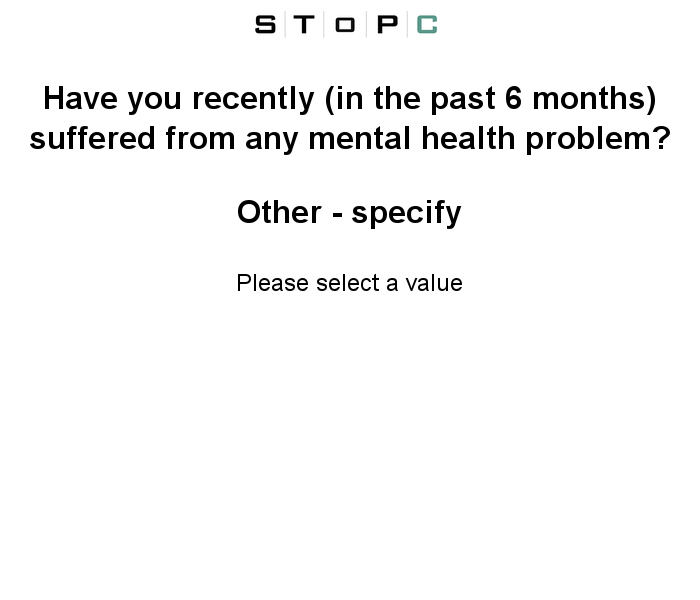 STOPC
Have you recently (in the past 6 months)
suffered from any mental health problem?
Other - specify
Please select a value